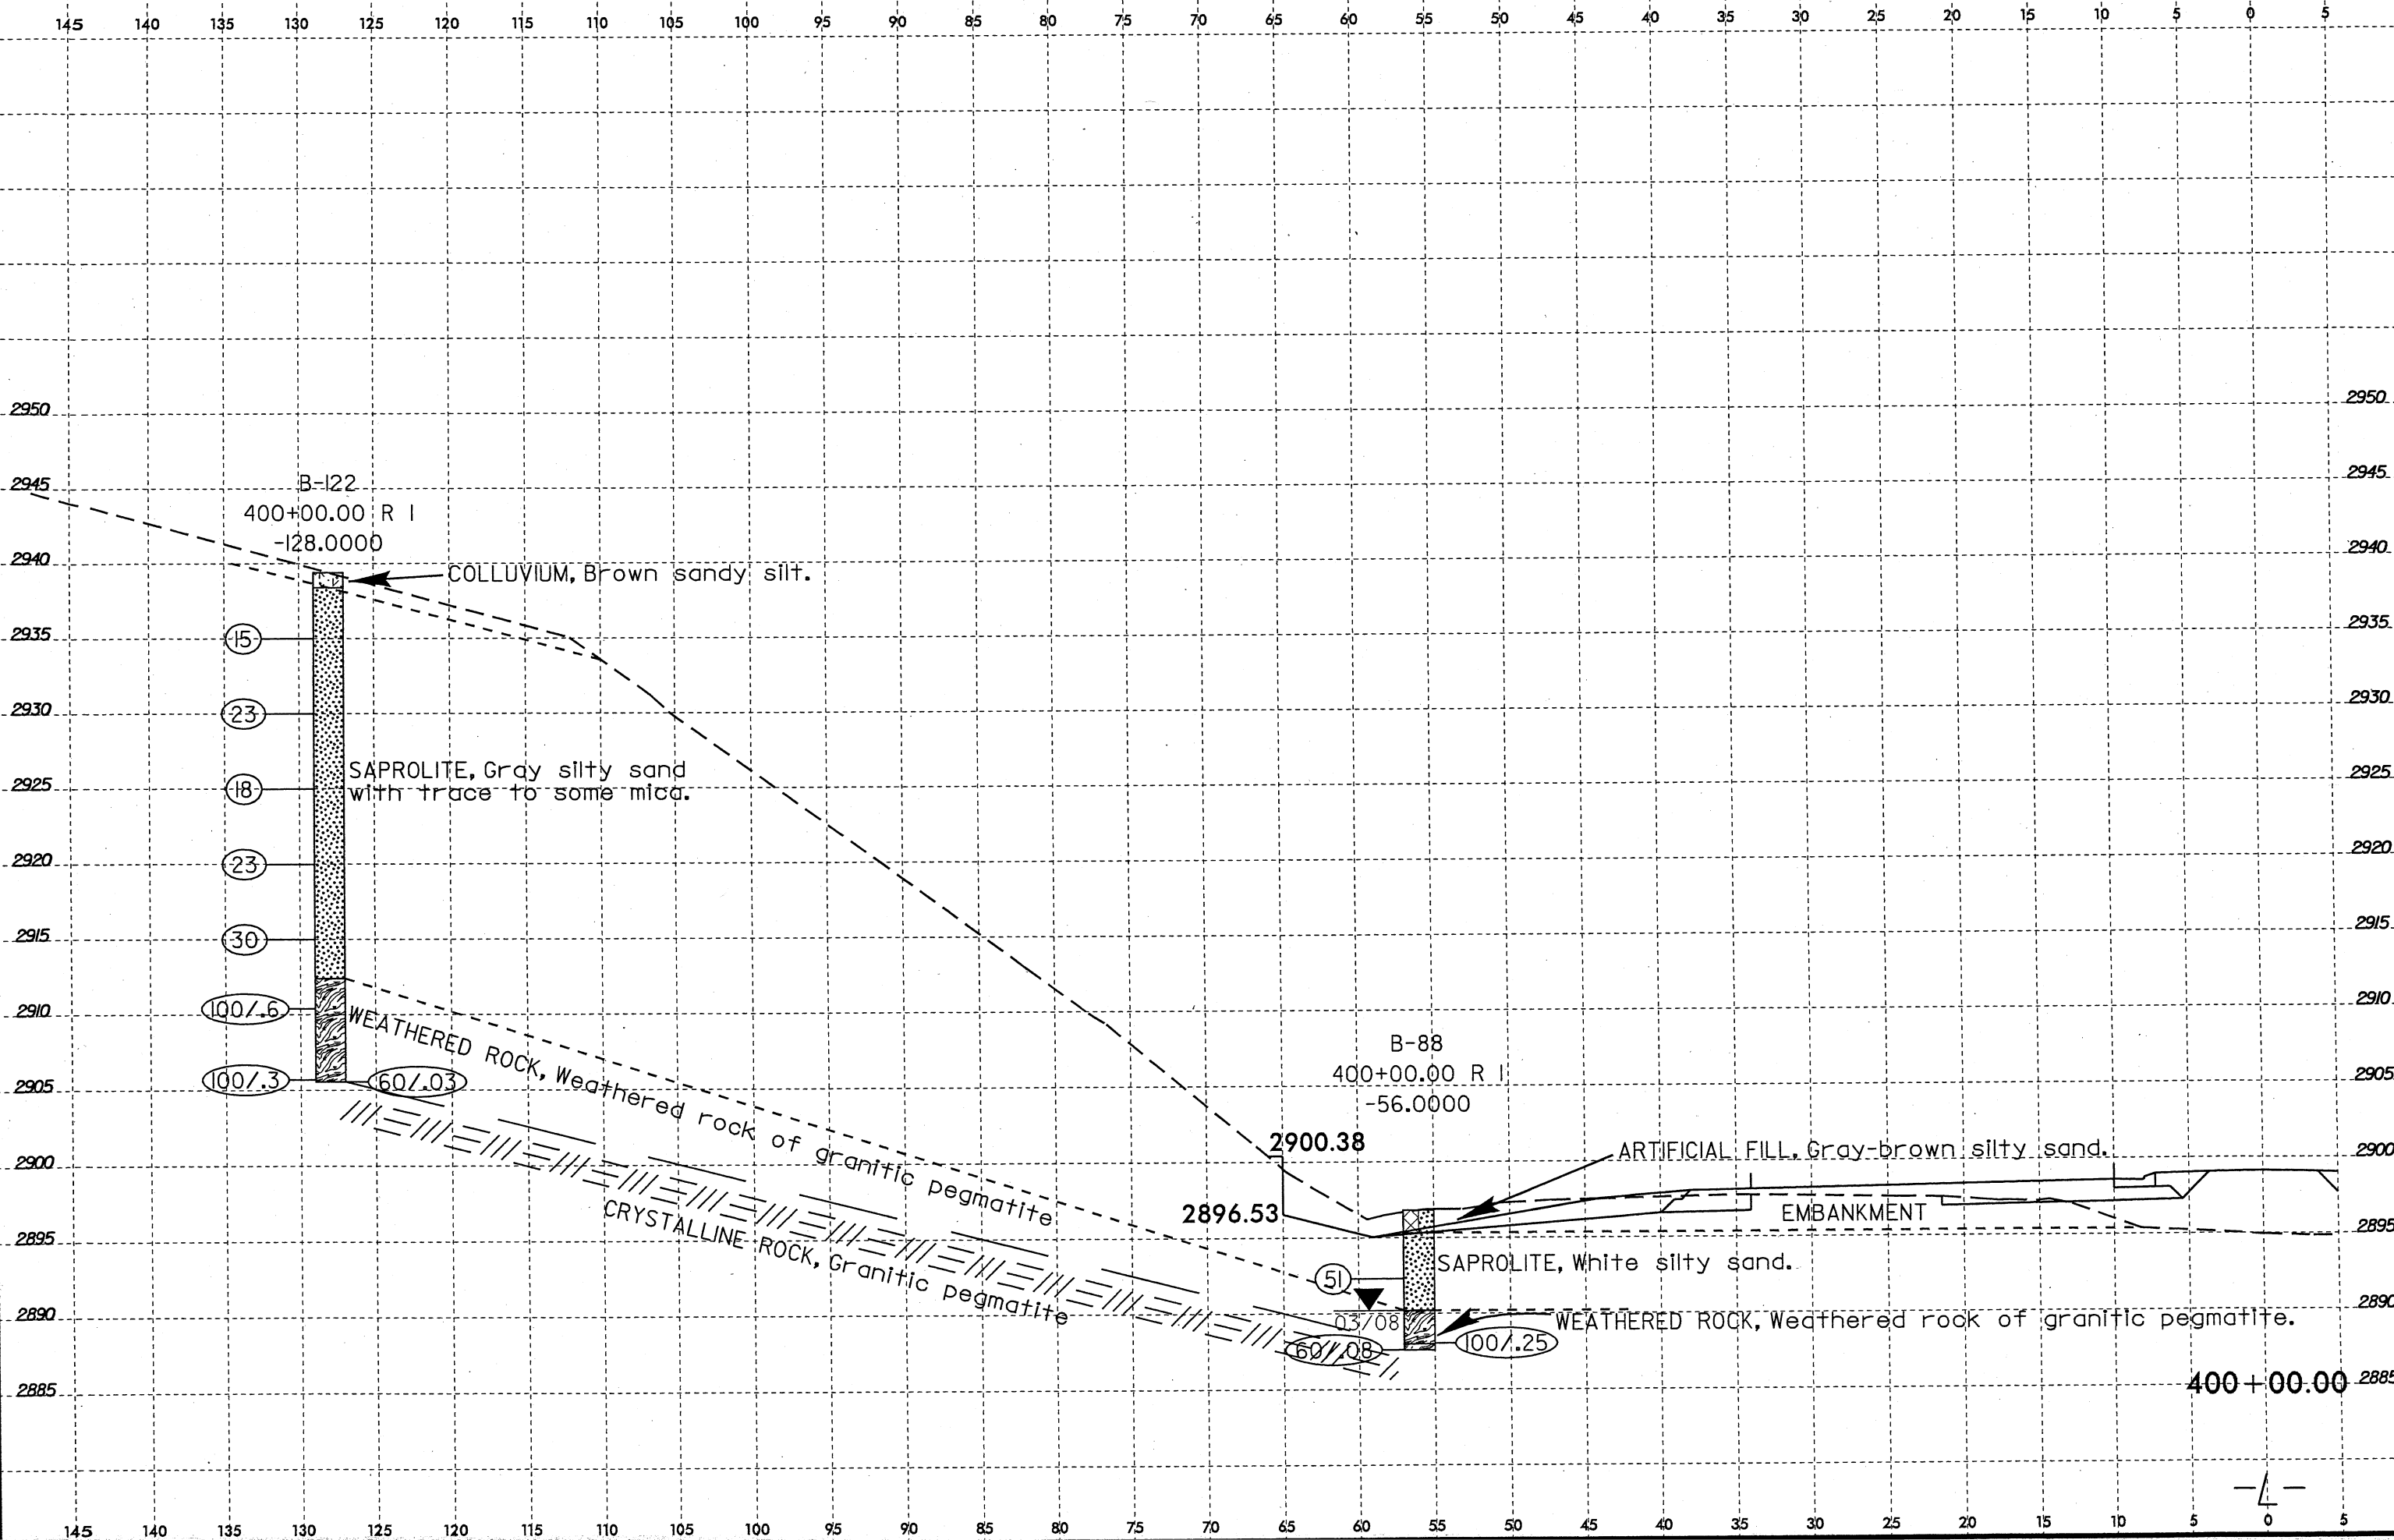 145 140 135 130 125 120 115 110 105 100 95 90 85 80 75 70 65 60 55 50 45 40 35 30 25 20 15 10 5 0 5
2950 2950
2945 2945
B-122
400+00.00 R 1
-128.0000
2940 2940
COLLUVIUM, Brown sandy silt.
2935 15 2935
2930 23 2930
SAPROLITE, Gray silty sand
with trace to some mica.
2925 18 2925
2920 23 2920
2915 30 2915
2910 100/.6 2910
WEATHERED ROCK, Weathered rock of granitic pegmatite
B-88
400+00.00 R 1
-56.0000
2905 100/.3 60/.03 2905
2900.38
ARTIFICIAL FILL, Gray-brown silty sand.
2900 2900
2896.53
EMBANKMENT
CRYSTALLINE ROCK, Granitic pegmatite
2895 2895
SAPROLITE, White silty sand.
51
2890 2890
03/08
WEATHERED ROCK, Weathered rock of granitic pegmatite.
60/.08 100/.25
2885 400+00.00 2885
-L-
145 140 135 130 125 120 115 110 105 100 95 90 85 80 75 70 65 60 55 50 45 40 35 30 25 20 15 10 5 0 5